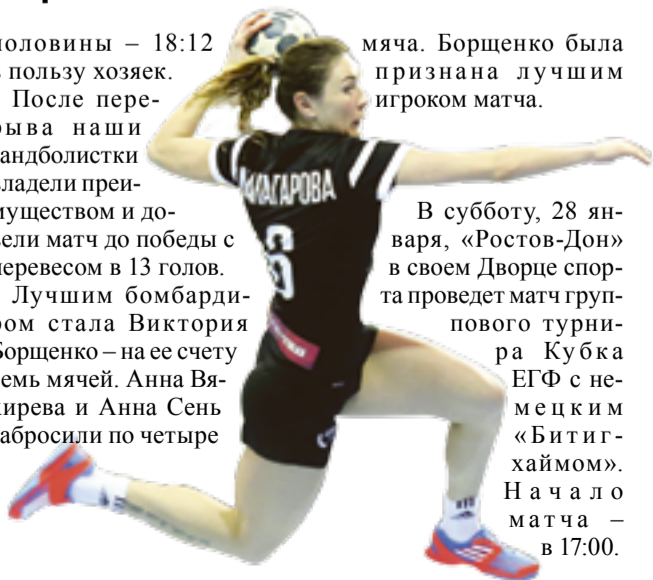 половины – 18:12
в пользу хозяек.
После пере-
рыва наши
гандболистки
владели преи-
муществом и до-
вели матч до победы с
перевесом в 13 голов.
Лучшим бомбарди-
ром стала Виктория
Борщенко – на ее счету
семь мячей. Анна Вя-
хирева и Анна Сень
забросили по четыре
мяча. Борщенко была
признана лучшим
игроком матча.
В субботу, 28 ян-
варя, «Ростов-Дон»
в своем Дворце спор-
та проведет матч груп-
пового турни-
ра Кубка
ЕГФ с не-
мецким
«Битиг-
хаймом».
Начало
матча –
в 17:00.